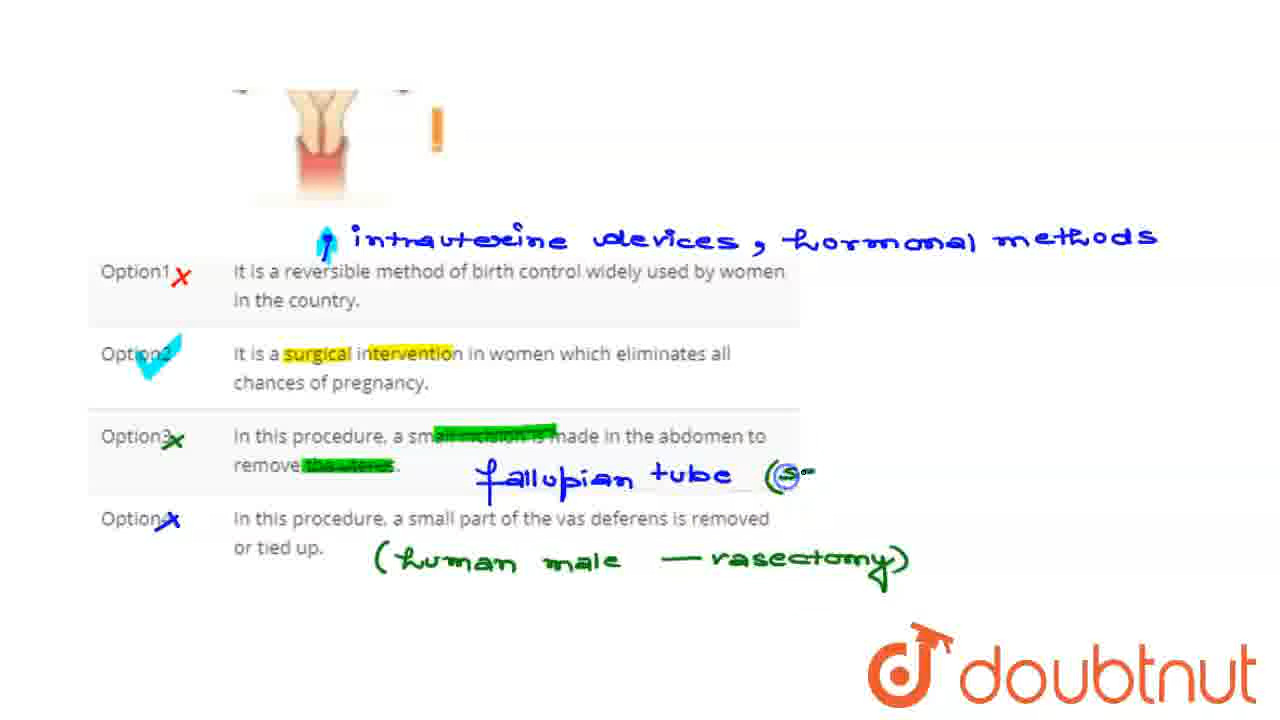 intrauterine devices, hormonal methods
Option1 x It is a reversible method of birth control widely used by women
in the country.
Option2 It is a surgical intervention in women which eliminates all
chances of pregnancy.
Option3 x In this procedure, a small incision is made in the abdomen to
remove the uterus.
fallupian tube (s
Option4 x In this procedure, a small part of the vas deferens is removed
or tied up.
(human male — vasectomy)
doubtnut